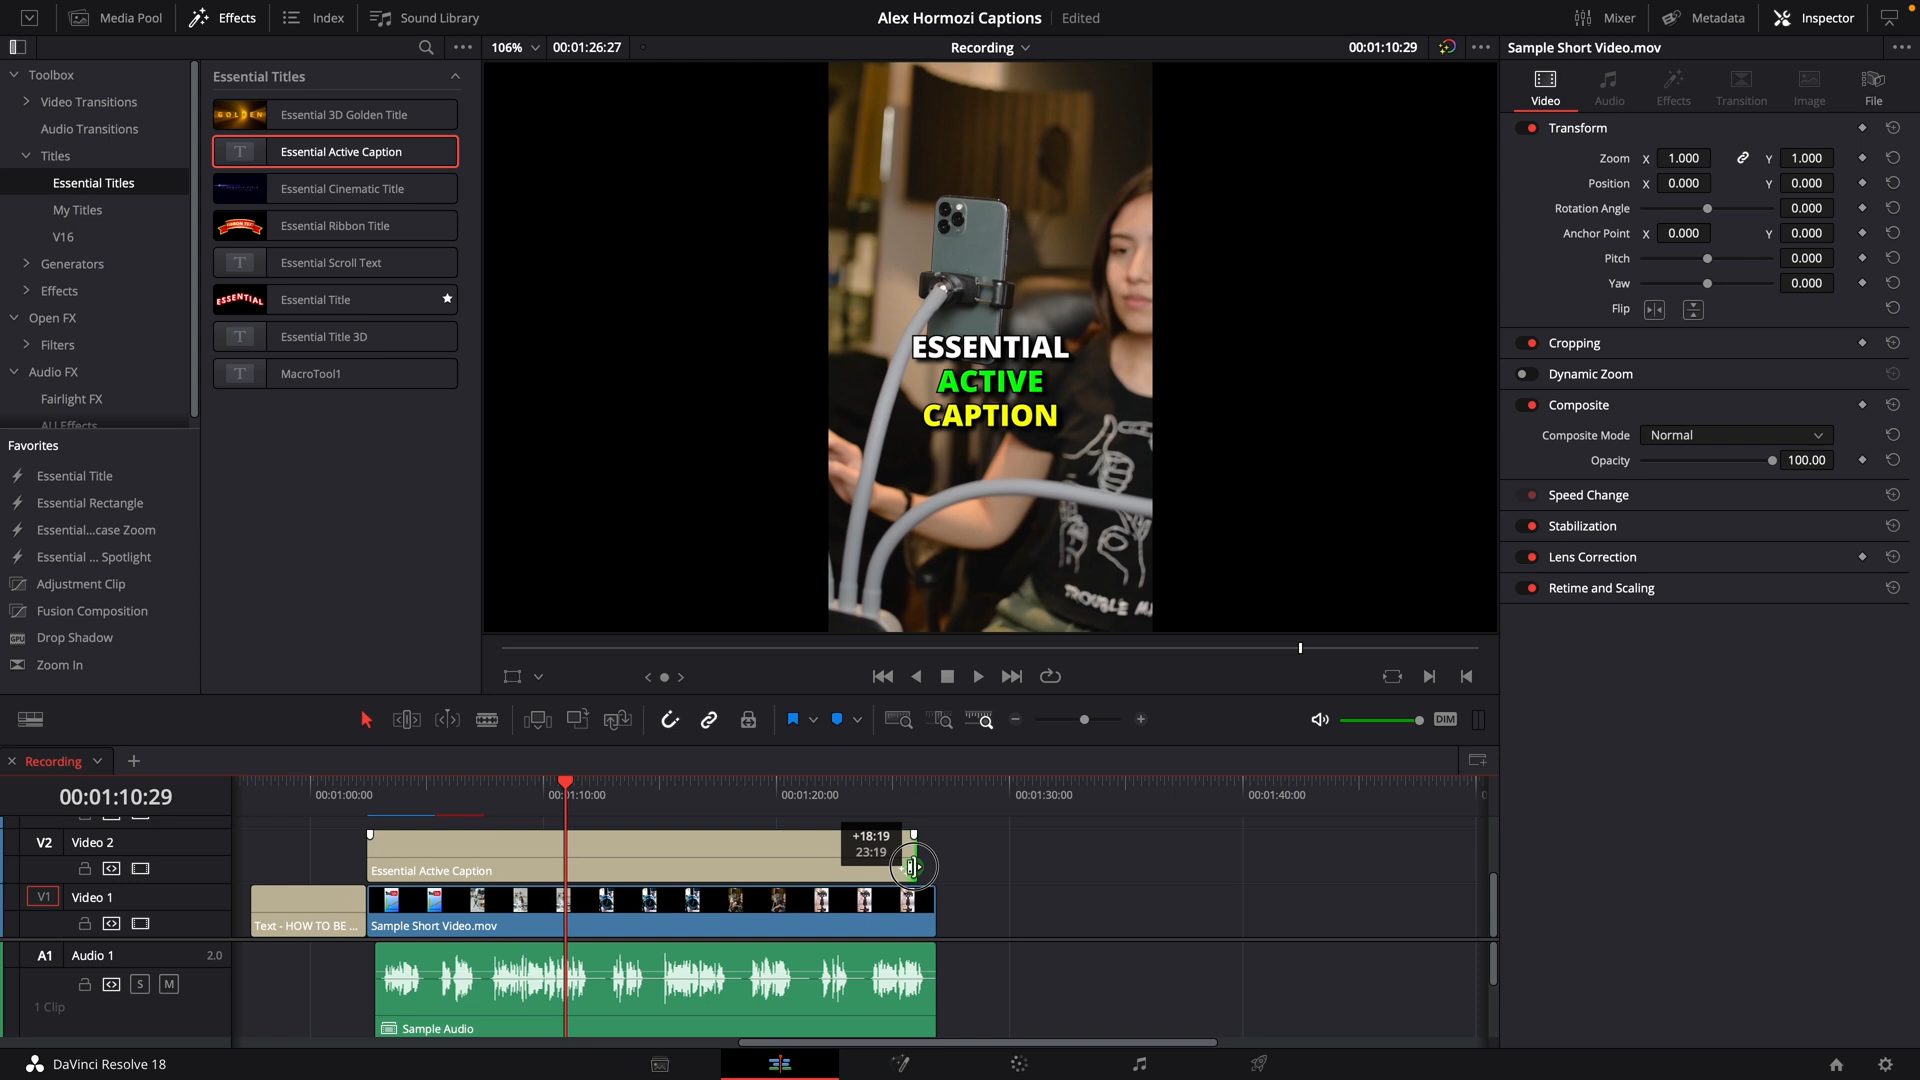 Media Pool
Effects
Index
Sound Library
Alex Hormozi Captions
Edited
Mixer
Metadata
Inspector
106%
00:01:26:27
Recording
00:01:10:29
Sample Short Video.mov
Toolbox
Video Transitions
Audio Transitions
Titles
Essential Titles
My Titles
V16
Generators
Effects
Open FX
Filters
Audio FX
Fairlight FX
All Effects
Favorites
Essential Title
Essential Rectangle
Essential...case Zoom
Essential ... Spotlight
Adjustment Clip
Fusion Composition
Drop Shadow
Zoom In
Essential Titles
GOLDEN
Essential 3D Golden Title
T
Essential Active Caption
Essential Cinematic Title
Essential Ribbon Title
T
Essential Scroll Text
ESSENTIAL
Essential Title
T
Essential Title 3D
T
MacroTool1
ESSENTIAL
ACTIVE
CAPTION
Video
Audio
Effects
Transition
Image
File
Transform
Zoom X 1.000 Y 1.000
Position X 0.000 Y 0.000
Rotation Angle 0.000
Anchor Point X 0.000 Y 0.000
Pitch 0.000
Yaw 0.000
Flip
Cropping
Dynamic Zoom
Composite
Composite Mode Normal
Opacity 100.00
Speed Change
Stabilization
Lens Correction
Retime and Scaling
DIM
Recording
00:01:10:29
00:01:00:00
00:01:10:00
00:01:20:00
00:01:30:00
00:01:40:00
V2 Video 2
+18:19
23:19
Essential Active Caption
V1 Video 1
Text - HOW TO BE ...
Sample Short Video.mov
A1 Audio 1 2.0
S M
1 Clip
Sample Audio
DaVinci Resolve 18